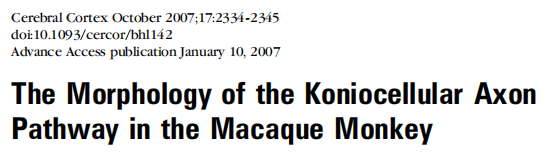 Cerebral Cortex October 2007;17:2334-2345
doi:10.1093/cercor/bhl142
Advance Access publication January 10, 2007
The Morphology of the Koniocellular Axon
Pathway in the Macaque Monkey